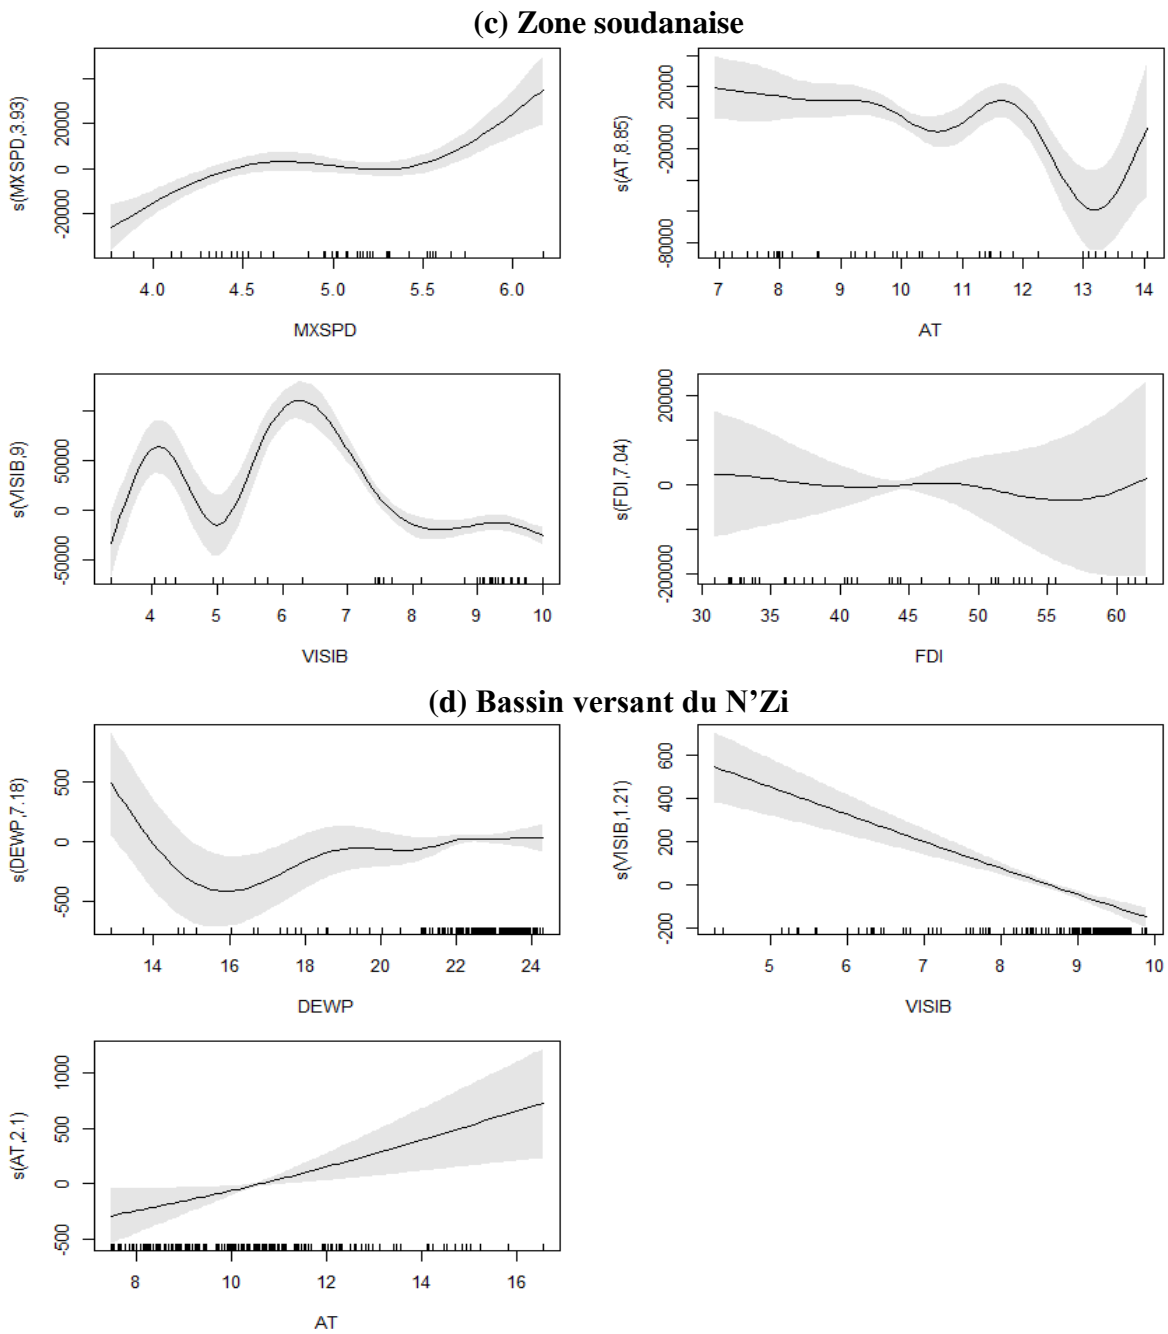 (c) Zone soudanaise
s(MXSPD,3.93)
-20000 0 20000
4.0 4.5 5.0 5.5 6.0
MXSPD
s(AT,8.85)
-80000 -20000 20000
7 8 9 10 11 12 13 14
AT
s(VISIB,9)
-50000 0 50000
4 5 6 7 8 9 10
VISIB
s(FDI,7.04)
-200000 0 200000
30 35 40 45 50 55 60
FDI
(d) Bassin versant du N’Zi
s(DEWP,7.18)
-500 0 500
14 16 18 20 22 24
DEWP
s(VISIB,1.21)
-200 0 200 400 600
5 6 7 8 9 10
VISIB
s(AT,2.1)
-500 0 500 1000
8 10 12 14 16
AT